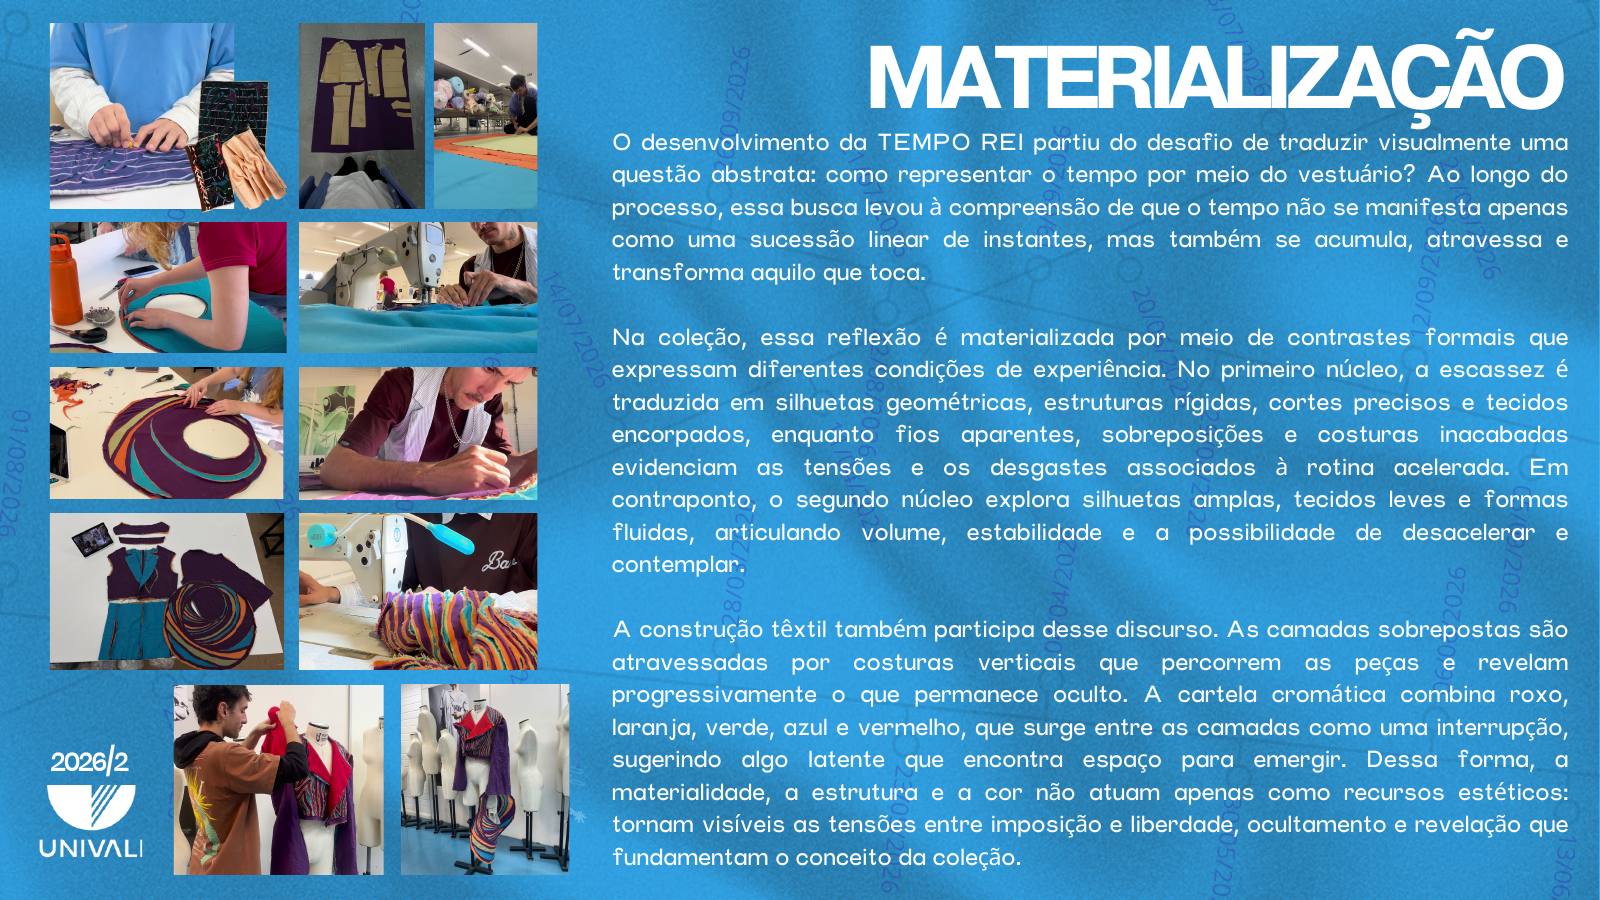 MATERIALIZAÇÃO
O desenvolvimento da TEMPO REI partiu do desafio de traduzir visualmente uma
questão abstrata: como representar o tempo por meio do vestuário? Ao longo do
processo, essa busca levou à compreensão de que o tempo não se manifesta apenas
como uma sucessão linear de instantes, mas também se acumula, atravessa e
transforma aquilo que toca.
Na coleção, essa reflexão é materializada por meio de contrastes formais que
expressam diferentes condições de experiência. No primeiro núcleo, a escassez é
traduzida em silhuetas geométricas, estruturas rígidas, cortes precisos e tecidos
encorpados, enquanto fios aparentes, sobreposições e costuras inacabadas
evidenciam as tensões e os desgastes associados à rotina acelerada. Em
contraponto, o segundo núcleo explora silhuetas amplas, tecidos leves e formas
fluidas, articulando volume, estabilidade e a possibilidade de desacelerar e
contemplar.
A construção têxtil também participa desse discurso. As camadas sobrepostas são
atravessadas por costuras verticais que percorrem as peças e revelam
progressivamente o que permanece oculto. A cartela cromática combina roxo,
laranja, verde, azul e vermelho, que surge entre as camadas como uma interrupção,
sugerindo algo latente que encontra espaço para emergir. Dessa forma, a
materialidade, a estrutura e a cor não atuam apenas como recursos estéticos:
tornam visíveis as tensões entre imposição e liberdade, ocultamento e revelação que
fundamentam o conceito da coleção.
2026/2
UNIVALI
14/07/2026
01/08/2026
26/09/2026